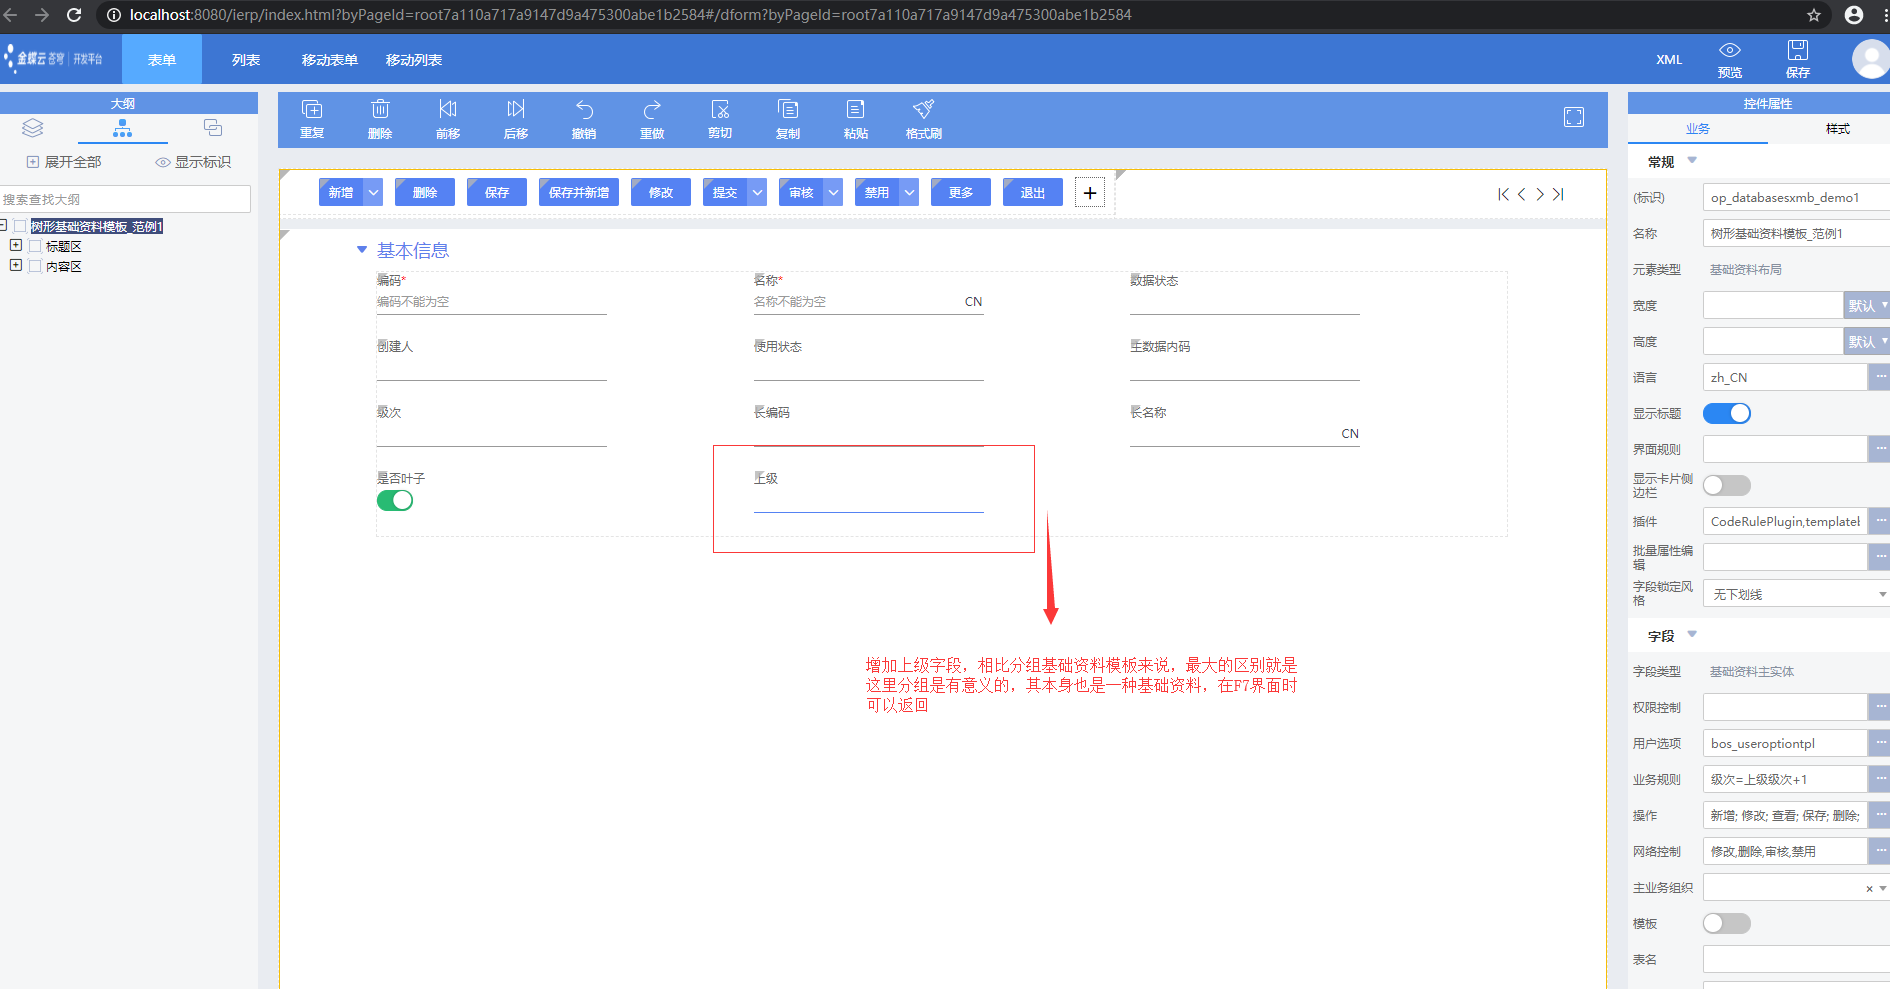 localhost:8080/ierp/index.html?byPageId=root7a110a717a9147d9a475300abe1b2584#/dform?byPageId=root7a110a717a9147d9a475300abe1b2584
金蝶云 苍穹 | 开发平台
表单 列表 移动表单 移动列表
XML 预览 保存
大纲
展开全部 显示标识
搜索查找大纲
树形基础资料模板_范例1
标题区
内容区
重复 删除 前移 后移 撤销 重做 剪切 复制 粘贴 格式刷
新增 删除 保存 保存并新增 修改 提交 审核 禁用 更多 退出 +
基本信息
编码* 名称* 数据状态
编码不能为空 名称不能为空 CN
创建人 使用状态 主数据内码
级次 长编码 长名称
CN
是否叶子 上级
增加上级字段，相比分组基础资料模板来说，最大的区别就是
这里分组是有意义的，其本身也是一种基础资料，在F7界面时
可以返回
控件属性
业务 样式
常规
(标识) op_databasesxmb_demo1
名称 树形基础资料模板_范例1
元素类型 基础资料布局
宽度 默认
高度 默认
语言 zh_CN ...
显示标题
界面规则 ...
显示卡片侧
边栏
插件 CodeRulePlugin,template ...
批量属性编
辑 ...
字段锁定风
格 无下划线
字段
字段类型 基础资料主实体
权限控制 ...
用户选项 bos_useroptiontpl ...
业务规则 级次=上级级次+1 ...
操作 新增; 修改; 查看; 保存; 删除; ...
网络控制 修改,删除,审核,禁用 ...
主业务组织 ×
模板
表名